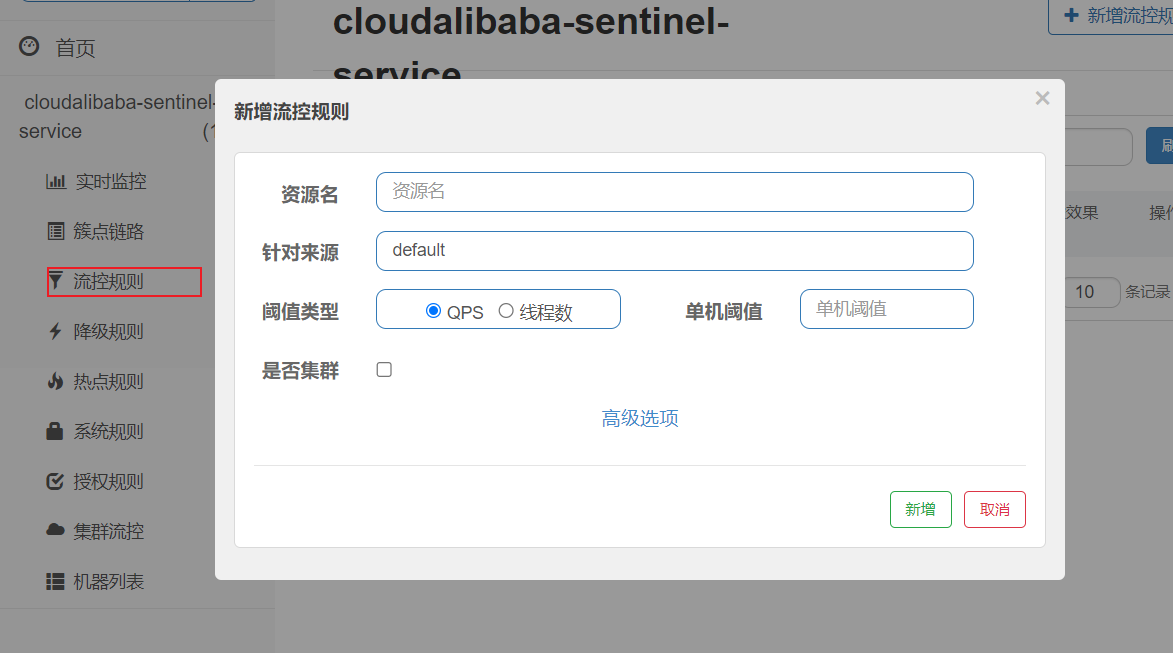 cloudalibaba-sentinel-
service
新增流控规
首页
cloudalibaba-sentinel-
service (1
实时监控
簇点链路
流控规则
降级规则
热点规则
系统规则
授权规则
集群流控
机器列表
新增流控规则
×
资源名 资源名
针对来源 default
阈值类型 QPS 线程数 单机阈值 单机阈值
是否集群
高级选项
新增 取消
刷
效果 操作
10 条记录